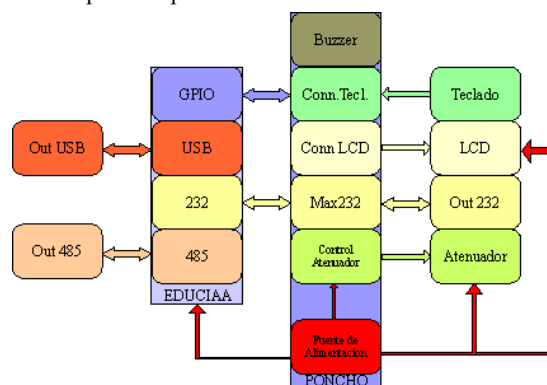 Buzzer
GPIO
Conn.Tecl.
Teclado
Out USB
USB
Conn LCD
LCD
232
Max232
Out 232
Out 485
485
Control
Atenuador
Atenuador
EDUCIAA
Fuente de
Alimentacion
PONCHO